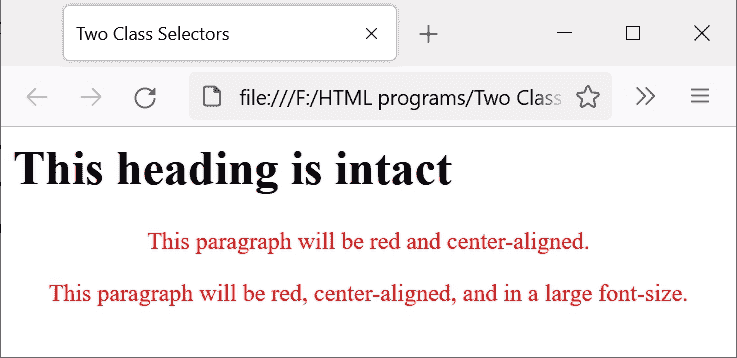 Two Class Selectors
file:///F:/HTML programs/Two Class
This heading is intact
This paragraph will be red and center-aligned.
This paragraph will be red, center-aligned, and in a large font-size.